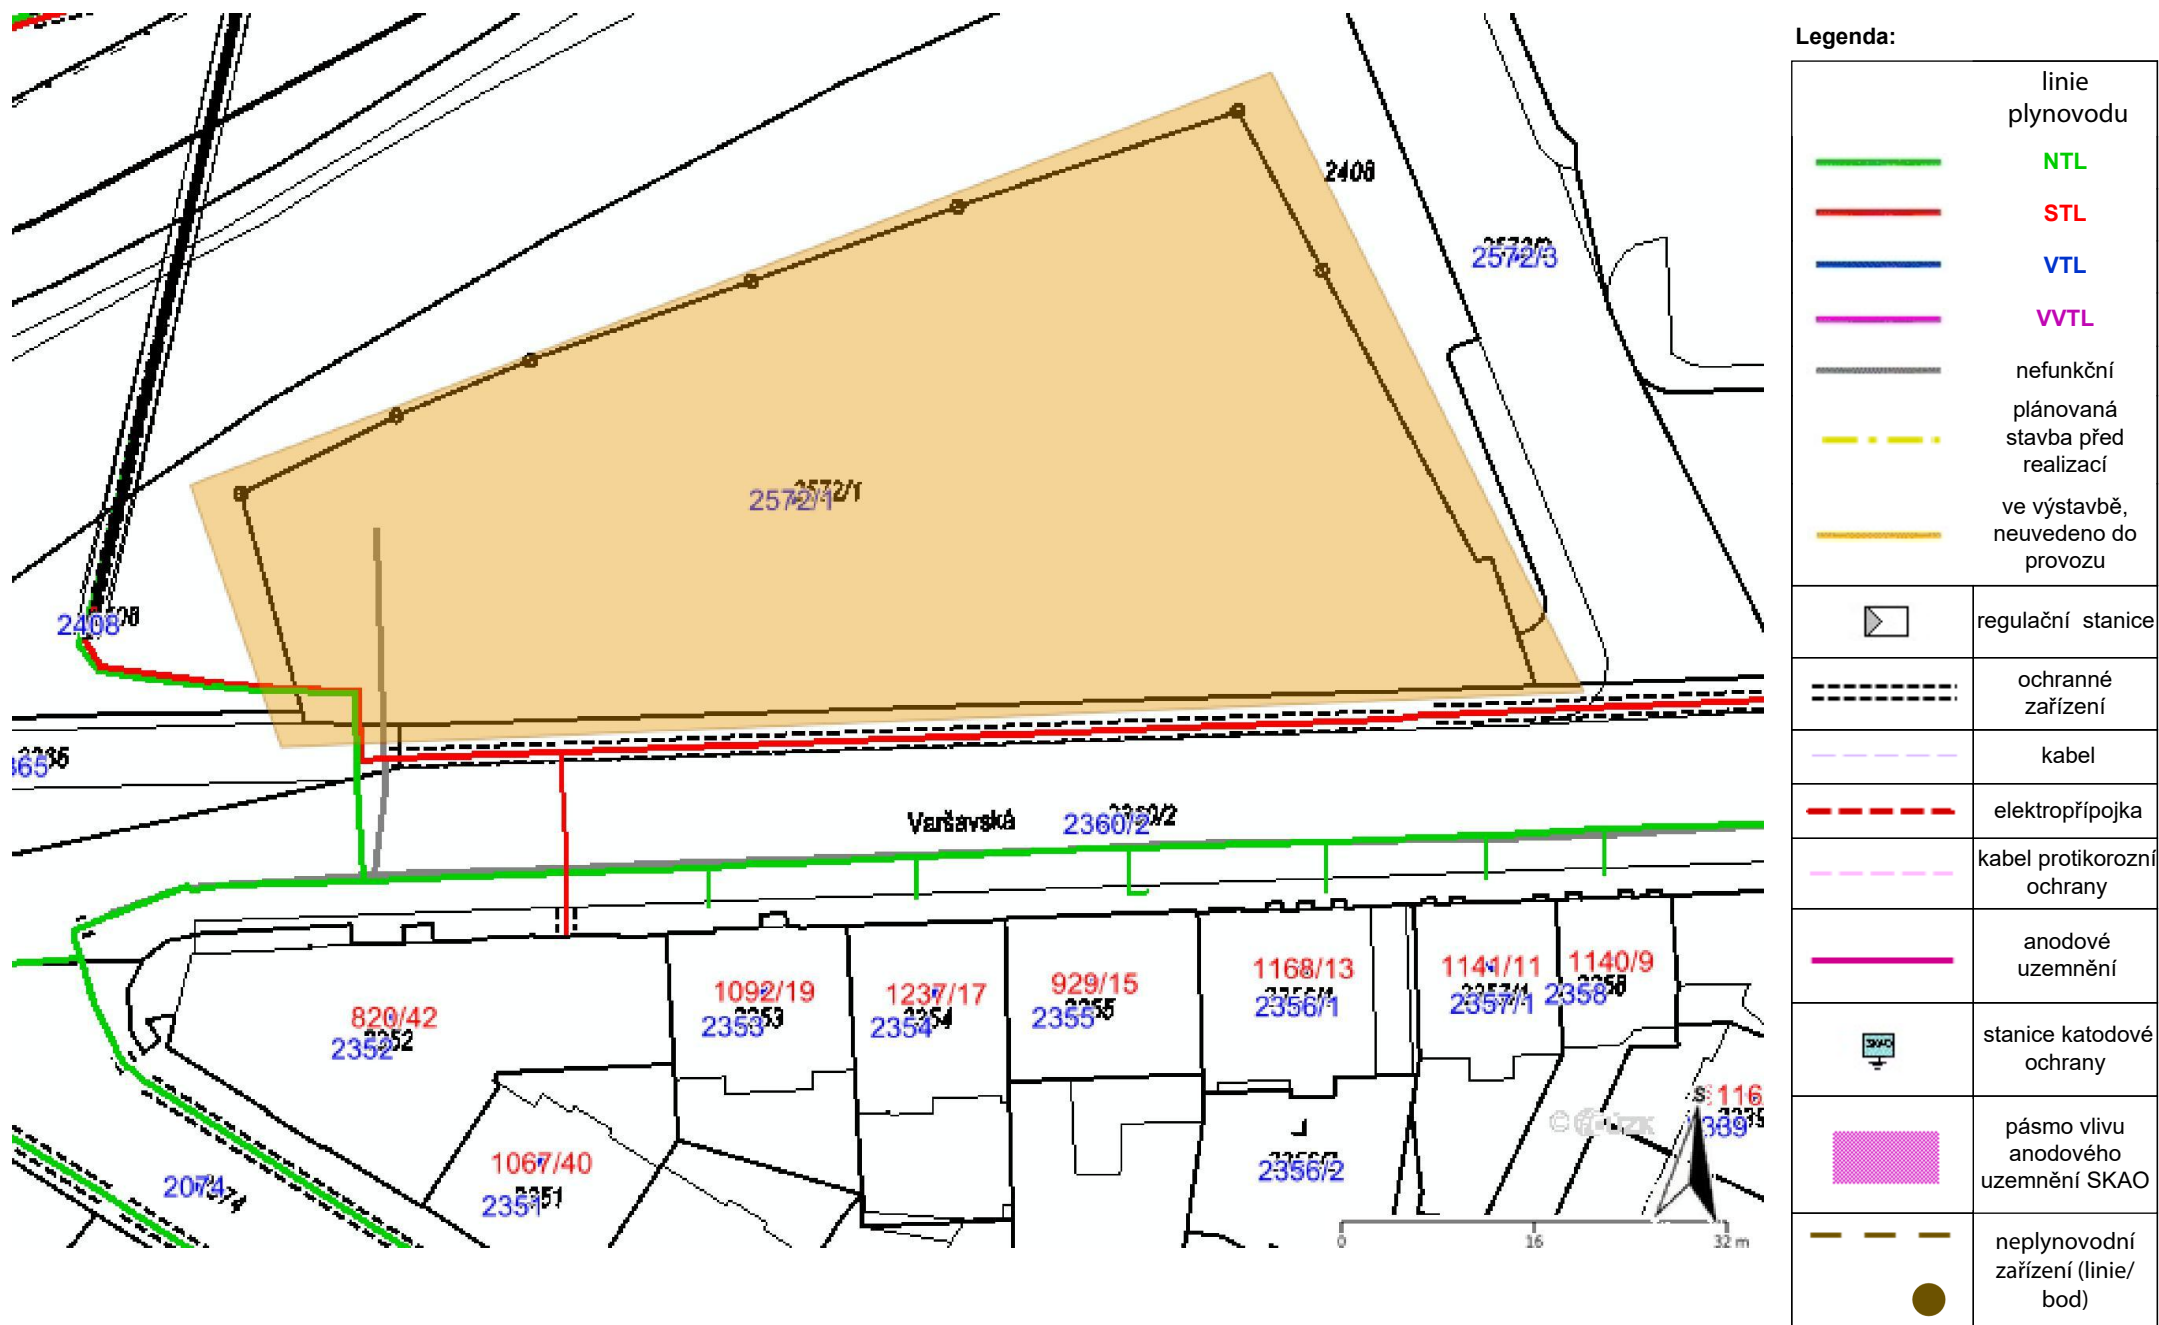 Legenda:
linie
plynovodu
NTL
STL
VTL
VVTL
nefunkční
plánovaná
stavba před
realizací
ve výstavbě,
neuvedeno do
provozu
regulační stanice
ochranné
zařízení
kabel
elektropřípojka
kabel protikorozní
ochrany
anodové
uzemnění
SKAO
stanice katodové
ochrany
pásmo vlivu
anodového
uzemnění SKAO
neplynovodní
zařízení (linie/
bod)
2408
2572/3
2572/1
2408
Varšavská
2360/2
820/42
2352
1092/19
2353
1237/17
2354
929/15
2355
1168/13
2356/1
1141/11
2357/1
1140/9
2358
1067/40
2351
2074
2356/2
S
0
16
32 m